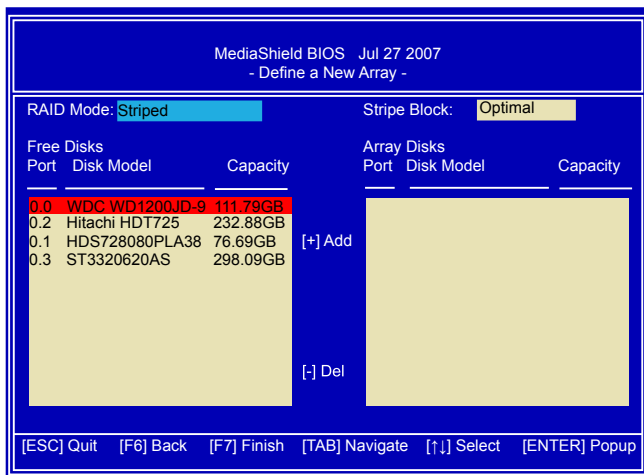 MediaShield BIOS Jul 27 2007
- Define a New Array -
RAID Mode: Striped
Stripe Block: Optimal
Free Disks
Port Disk Model Capacity
0.0 WDC WD1200JD-9 111.79GB
0.2 Hitachi HDT725 232.88GB
0.1 HDS728080PLA38 76.69GB
0.3 ST3320620AS 298.09GB
[+] Add
[-] Del
Array Disks
Port Disk Model Capacity
[ESC] Quit [F6] Back [F7] Finish [TAB] Navigate [↑↓] Select [ENTER] Popup